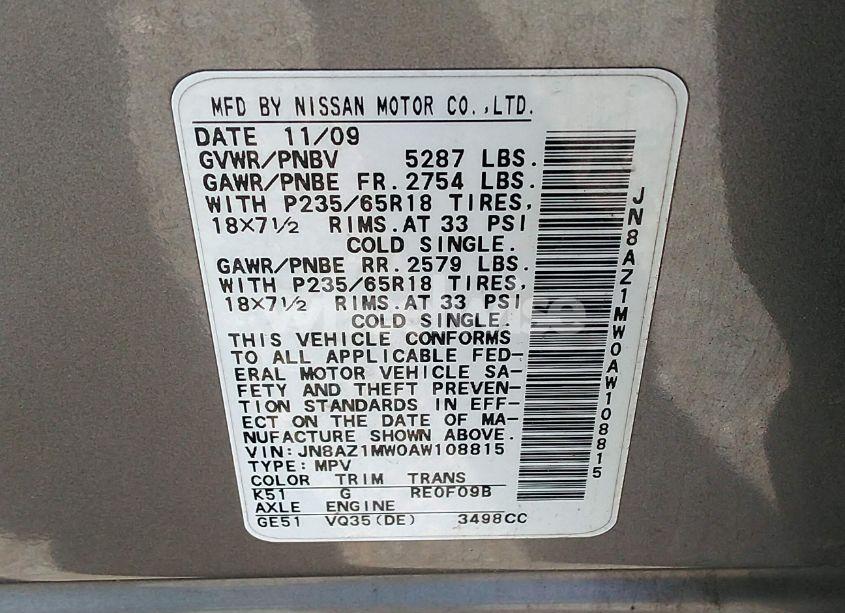 MFD BY NISSAN MOTOR CO.,LTD.
DATE 11/09
GVWR/PNBV 5287 LBS.
GAWR/PNBE FR. 2754 LBS.
WITH P235/65R18 TIRES,
18X7½ RIMS.AT 33 PSI
COLD SINGLE.
GAWR/PNBE RR. 2579 LBS.
WITH P235/65R18 TIRES,
18X7½ RIMS.AT 33 PSI
COLD SINGLE.
THIS VEHICLE CONFORMS
TO ALL APPLICABLE FED-
ERAL MOTOR VEHICLE SA-
FETY AND THEFT PREVEN-
TION STANDARDS IN EFF-
ECT ON THE DATE OF MA-
NUFACTURE SHOWN ABOVE.
VIN:JN8AZ1MW0AW108815
TYPE:MPV
COLOR TRIM TRANS
K51 G RE0F09B
AXLE ENGINE
GE51 VQ35(DE) 3498CC
JN8AZ1MW0AW108815